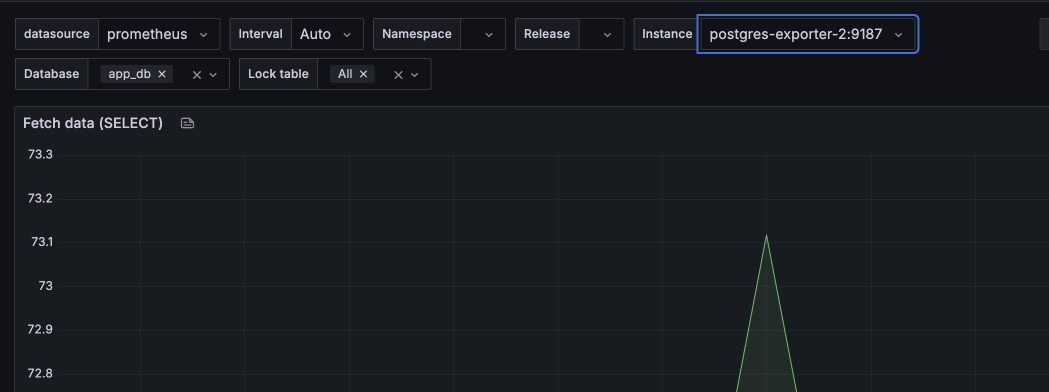 datasource prometheus Interval Auto Namespace Release Instance postgres-exporter-2:9187
Database app_db Lock table All
Fetch data (SELECT)
73.3
73.2
73.1
73
72.9
72.8